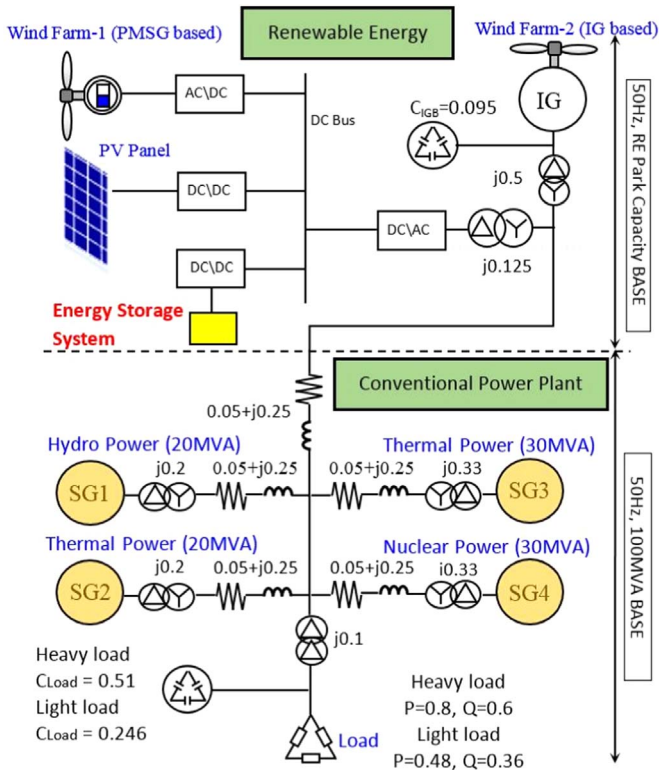 Renewable Energy
Wind Farm-1 (PMSG based)
Wind Farm-2 (IG based)
AC\DC
DC Bus
IG
C_IGB=0.095
PV Panel
DC\DC
j0.5
DC\AC
j0.125
DC\DC
Energy Storage
System
50Hz, RE Park Capacity BASE
Conventional Power Plant
0.05+j0.25
Hydro Power (20MVA)
Thermal Power (30MVA)
j0.2
0.05+j0.25
0.05+j0.25
j0.33
SG1
SG3
Thermal Power (20MVA)
Nuclear Power (30MVA)
j0.2
0.05+j0.25
0.05+j0.25
j0.33
SG2
SG4
50Hz, 100MVA BASE
j0.1
Heavy load
CLoad = 0.51
Light load
CLoad = 0.246
Heavy load
P=0.8, Q=0.6
Light load
P=0.48, Q=0.36
Load